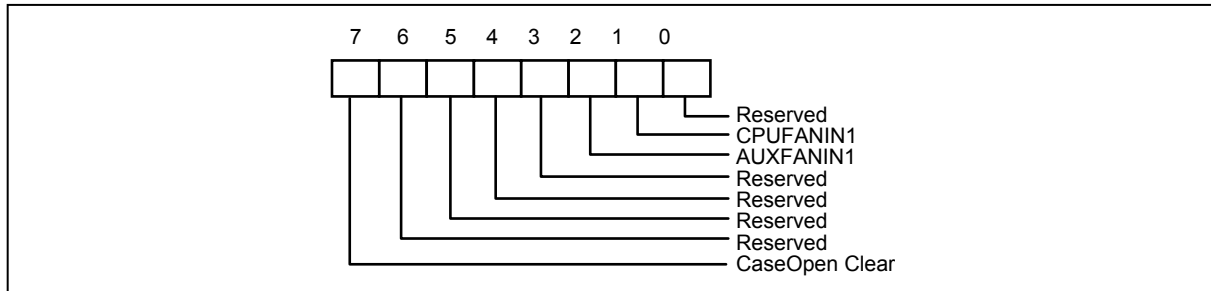 7 6 5 4 3 2 1 0
Reserved
CPUFANIN1
AUXFANIN1
Reserved
Reserved
Reserved
Reserved
CaseOpen Clear